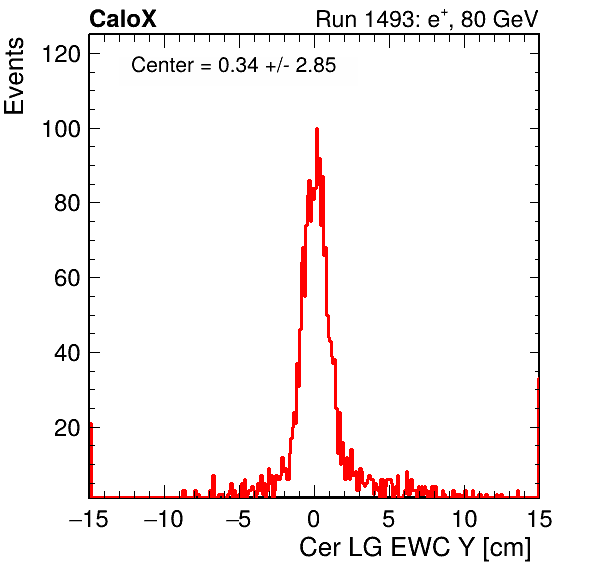 CaloX Run 1493: e⁺, 80 GeV
Events
Center = 0.34 +/- 2.85
120
100
80
60
40
20
−15 −10 −5 0 5 10 15
Cer LG EWC Y [cm]